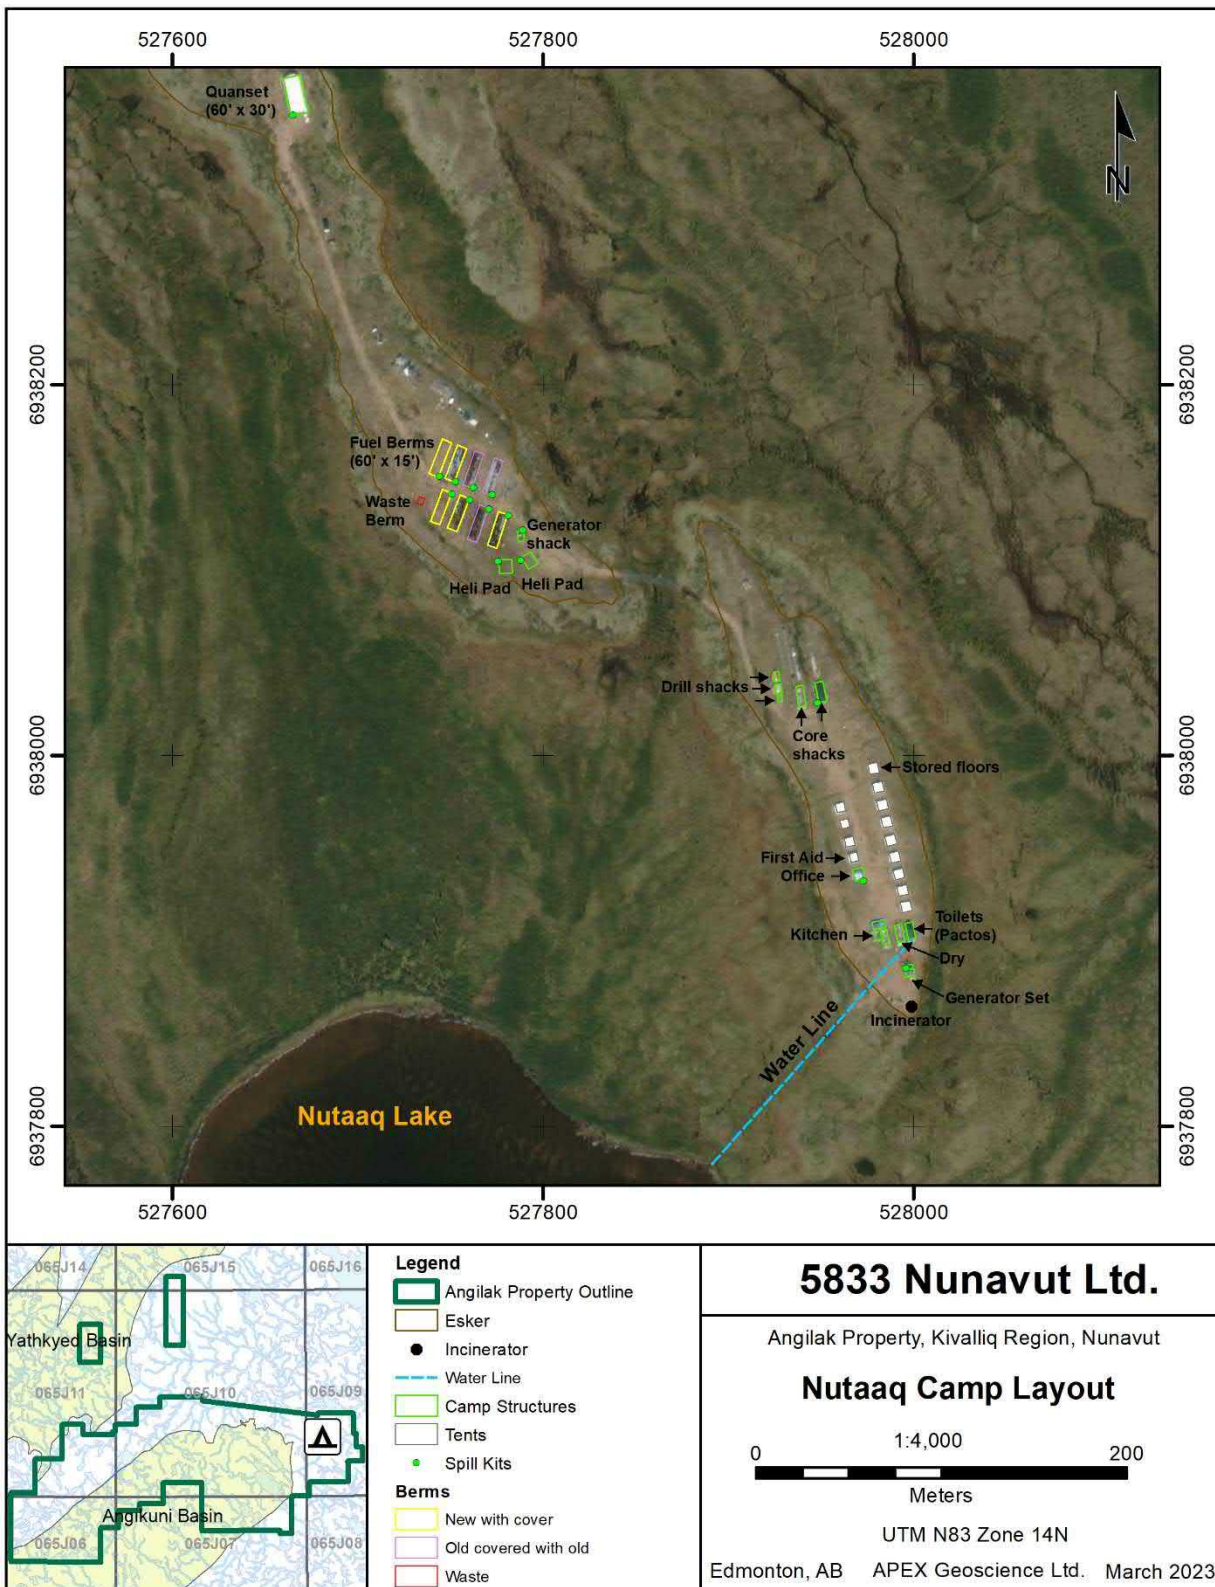 527600 527800 528000
Quanset
(60' x 30')
N
6938200 6938200
Fuel Berms
(60' x 15')
Waste
Berm
Generator
shack
Heli Pad Heli Pad
Drill shacks
Core
shacks
6938000 6938000
Stored floors
First Aid
Office
Toilets
(Pactos)
Kitchen
Dry
Generator Set
Incinerator
Water Line
Nutaaq Lake
6937800 6937800
527600 527800 528000
065J14 065J15 065J16
Yathkyed Basin
065J11 065J10 065J09
Angikuni Basin
065J06 065J07 065J08
Legend
Angilak Property Outline
Esker
Incinerator
Water Line
Camp Structures
Tents
Spill Kits
Berms
New with cover
Old covered with old
Waste
5833 Nunavut Ltd.
Angilak Property, Kivalliq Region, Nunavut
Nutaaq Camp Layout
0 1:4,000 200
Meters
UTM N83 Zone 14N
Edmonton, AB APEX Geoscience Ltd. March 2023